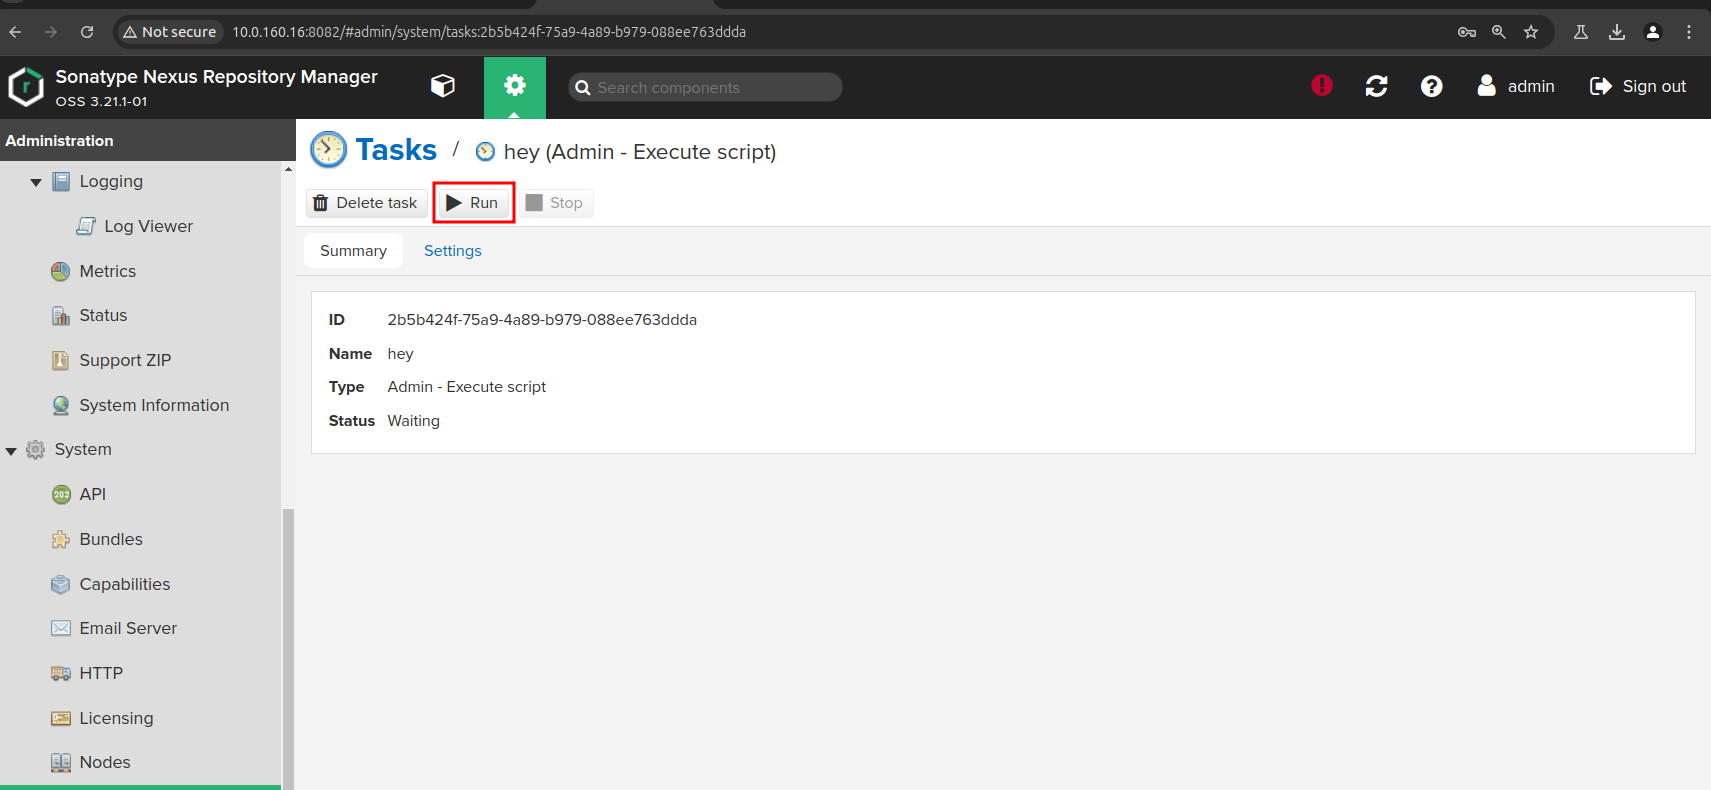 Not secure 10.0.160.16:8082/#admin/system/tasks:2b5b424f-75a9-4a89-b979-088ee763ddda
Sonatype Nexus Repository Manager
OSS 3.21.1-01
Search components
admin
Sign out
Administration
Logging
Log Viewer
Metrics
Status
Support ZIP
System Information
System
API
Bundles
Capabilities
Email Server
HTTP
Licensing
Nodes
Tasks / hey (Admin - Execute script)
Delete task Run Stop
Summary Settings
ID 2b5b424f-75a9-4a89-b979-088ee763ddda
Name hey
Type Admin - Execute script
Status Waiting